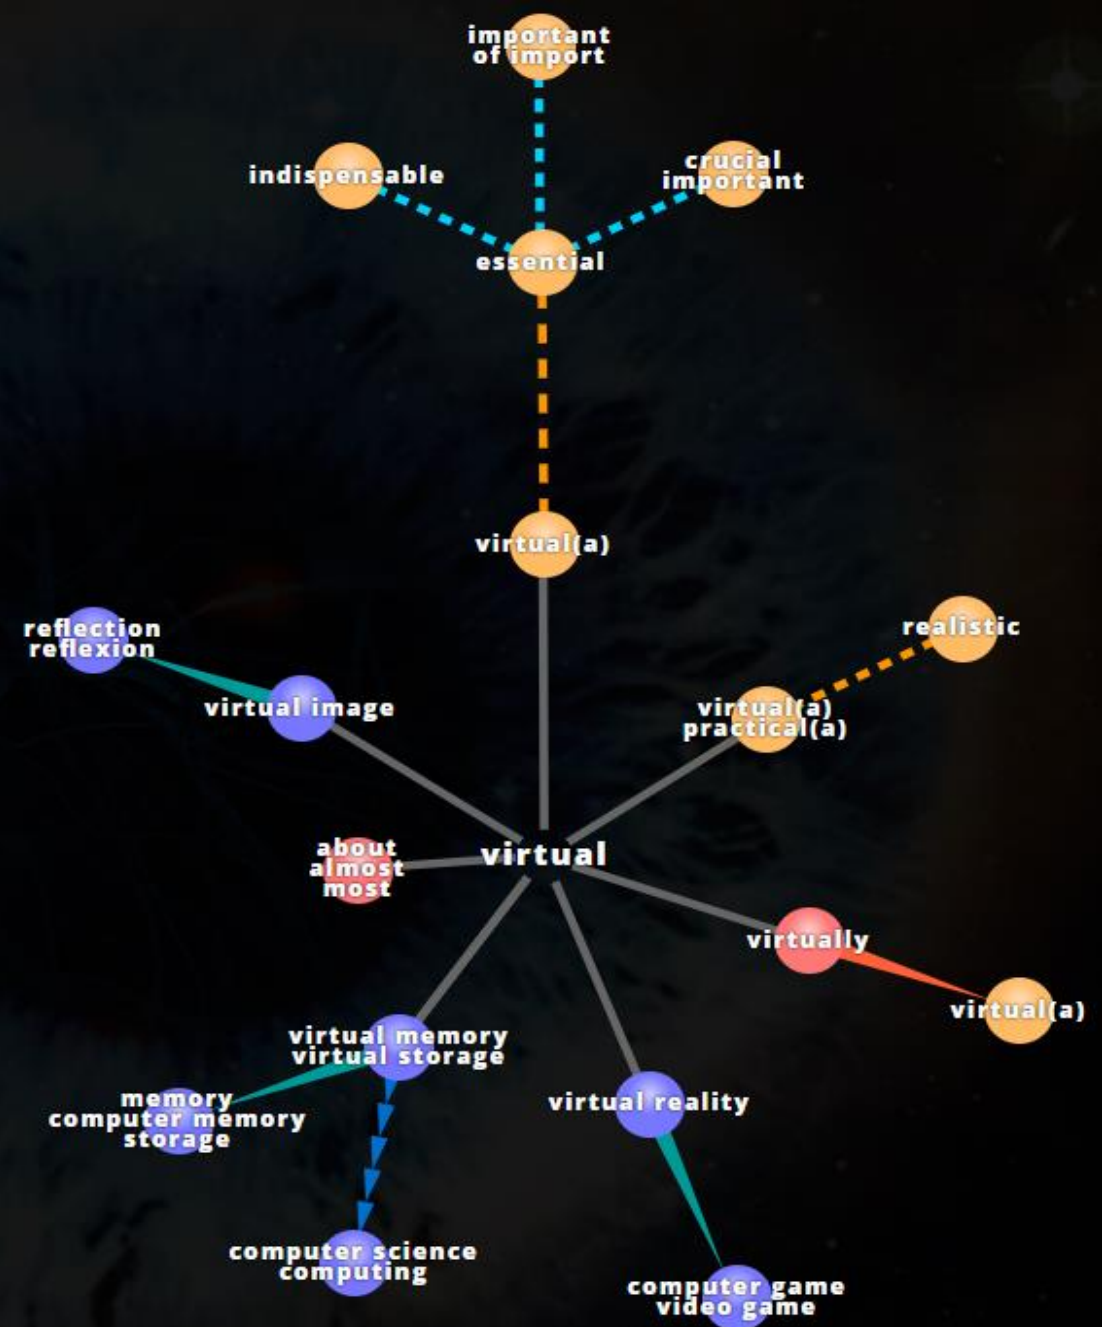 important
of import
indispensable
crucial
important
essential
virtual(a)
reflection
reflexion
realistic
virtual image
virtual(a)
practical(a)
about
almost
most
virtual
virtually
virtual(a)
virtual memory
virtual storage
memory
computer memory
storage
virtual reality
computer science
computing
computer game
video game